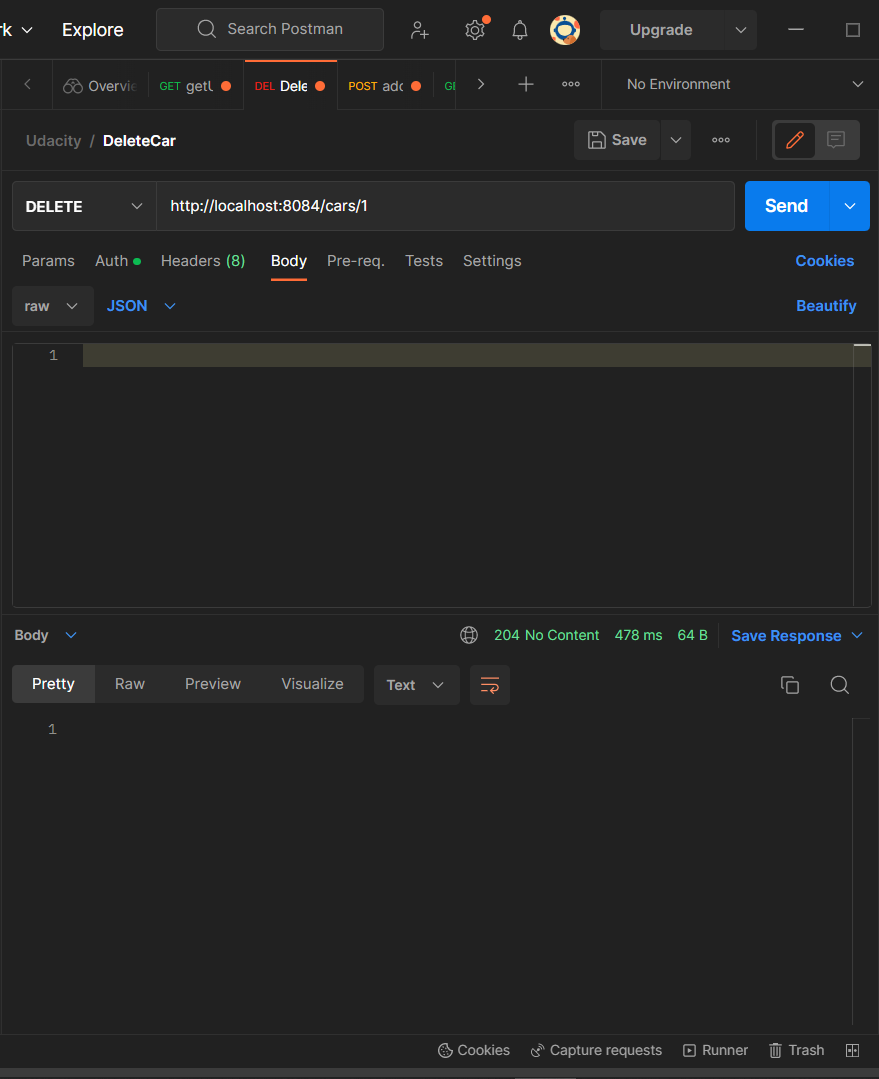 rk Explore Search Postman Upgrade
Overvie GET getU DEL Dele POST adc GE No Environment
Udacity / DeleteCar Save
DELETE http://localhost:8084/cars/1 Send
Params Auth Headers (8) Body Pre-req. Tests Settings Cookies
raw JSON Beautify
1
Body 204 No Content 478 ms 64 B Save Response
Pretty Raw Preview Visualize Text
1
Cookies Capture requests Runner Trash